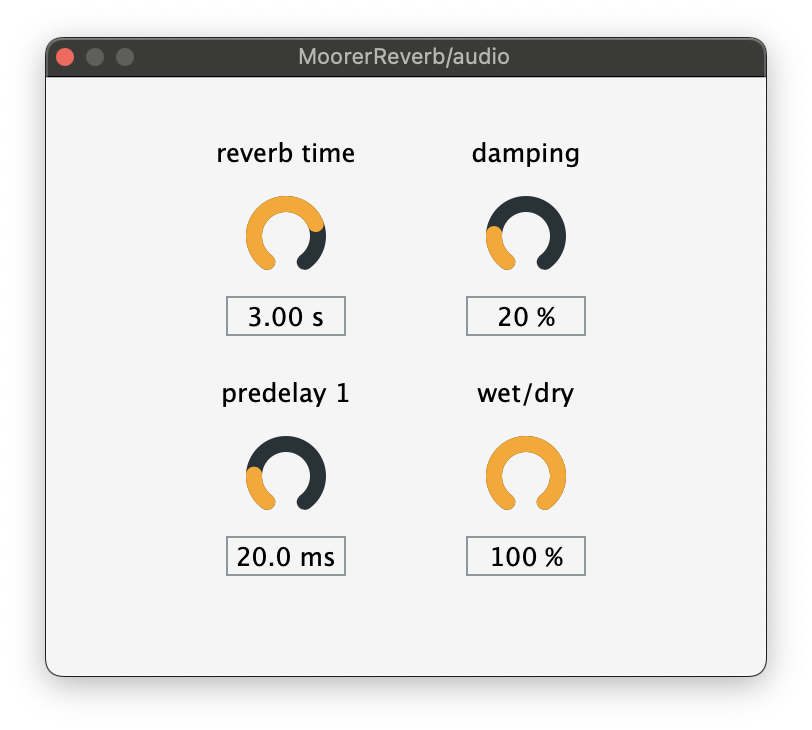 MoorerReverb/audio
reverb time
damping
3.00 s
20 %
predelay 1
wet/dry
20.0 ms
100 %